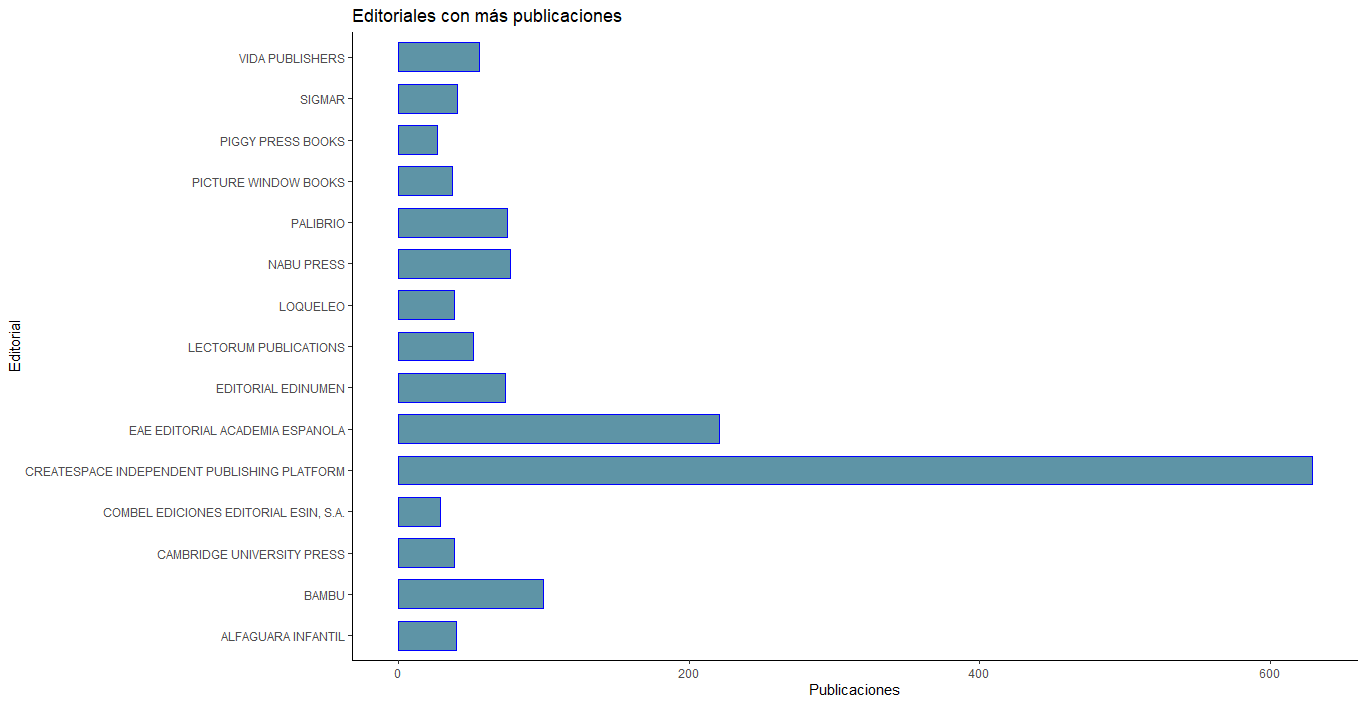 Editoriales con más publicaciones
VIDA PUBLISHERS
SIGMAR
PIGGY PRESS BOOKS
PICTURE WINDOW BOOKS
PALIBRIO
NABU PRESS
LOQUELEO
LECTORUM PUBLICATIONS
EDITORIAL EDINUMEN
EAE EDITORIAL ACADEMIA ESPANOLA
CREATESPACE INDEPENDENT PUBLISHING PLATFORM
COMBEL EDICIONES EDITORIAL ESIN, S.A.
CAMBRIDGE UNIVERSITY PRESS
BAMBU
ALFAGUARA INFANTIL
Editorial
0 200 400 600
Publicaciones